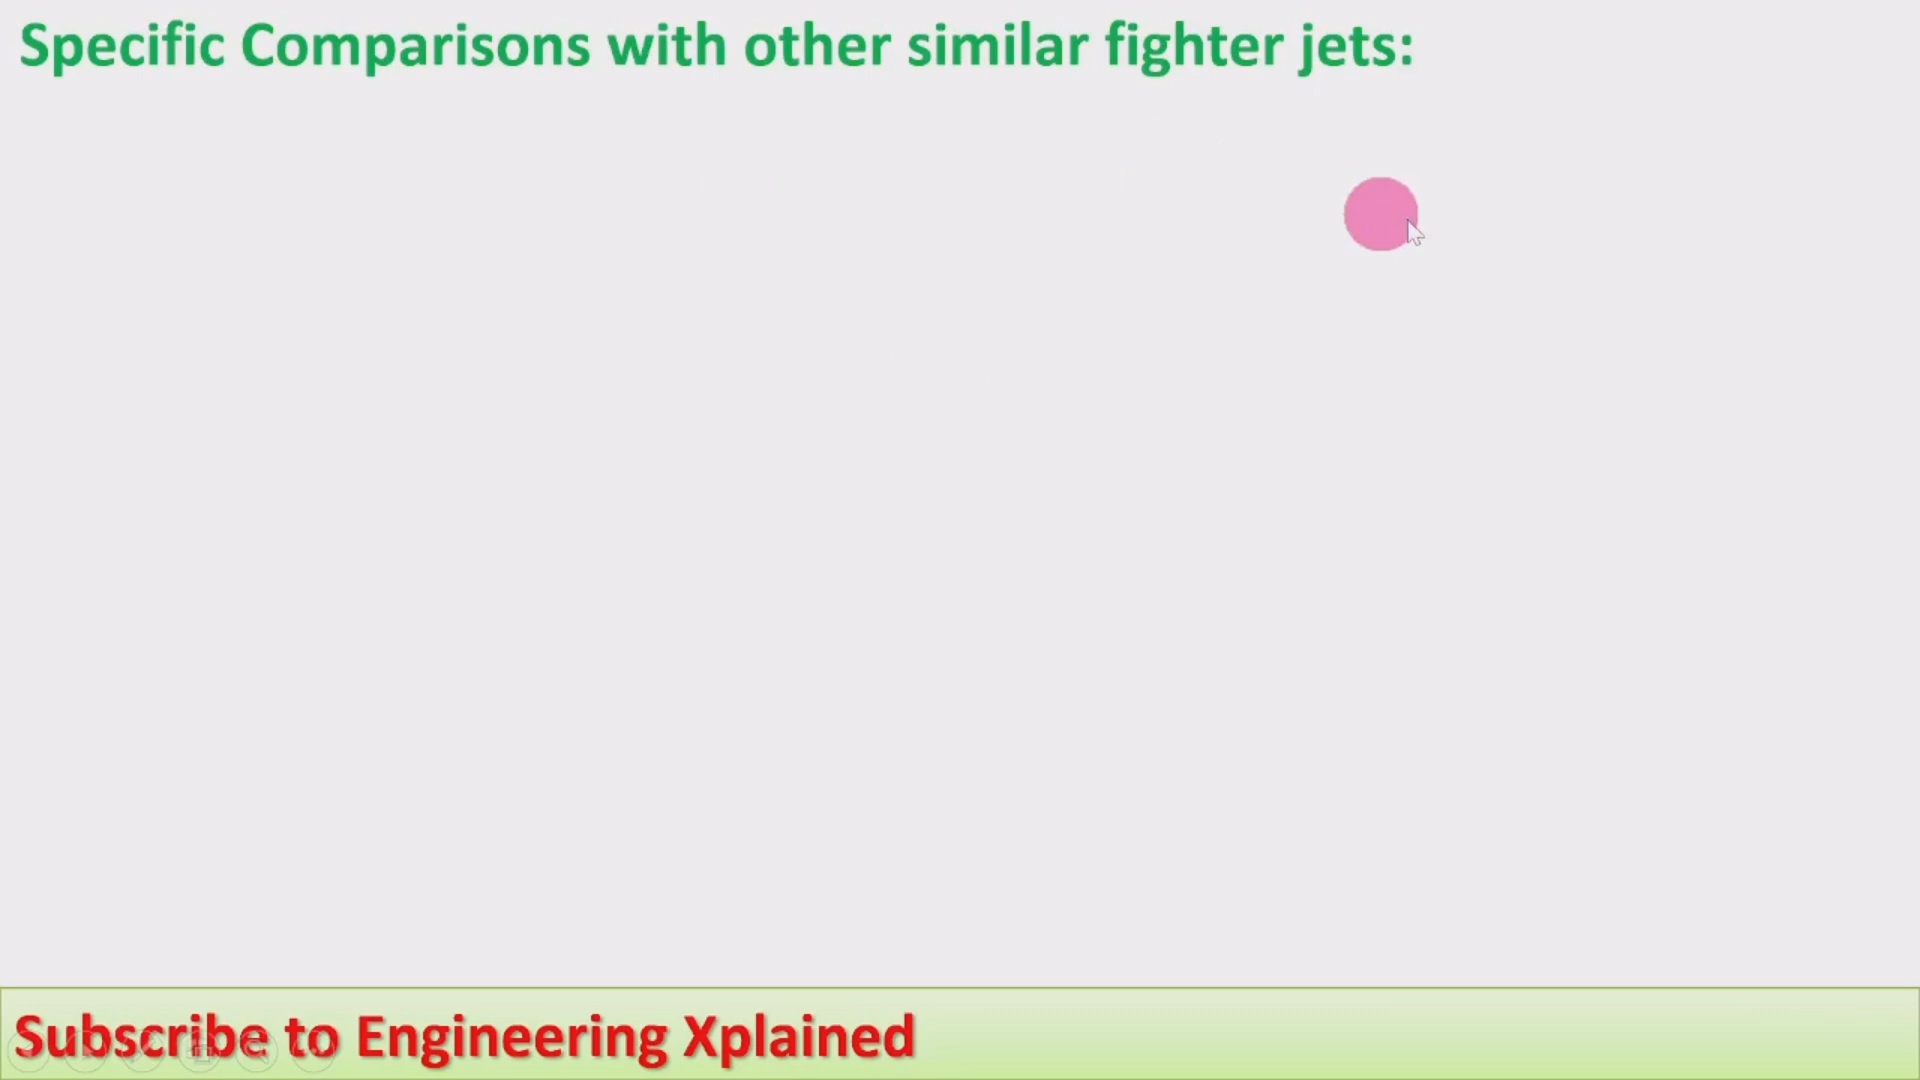 Specific Comparisons with other similar fighter jets:
Subscribe to Engineering Xplained